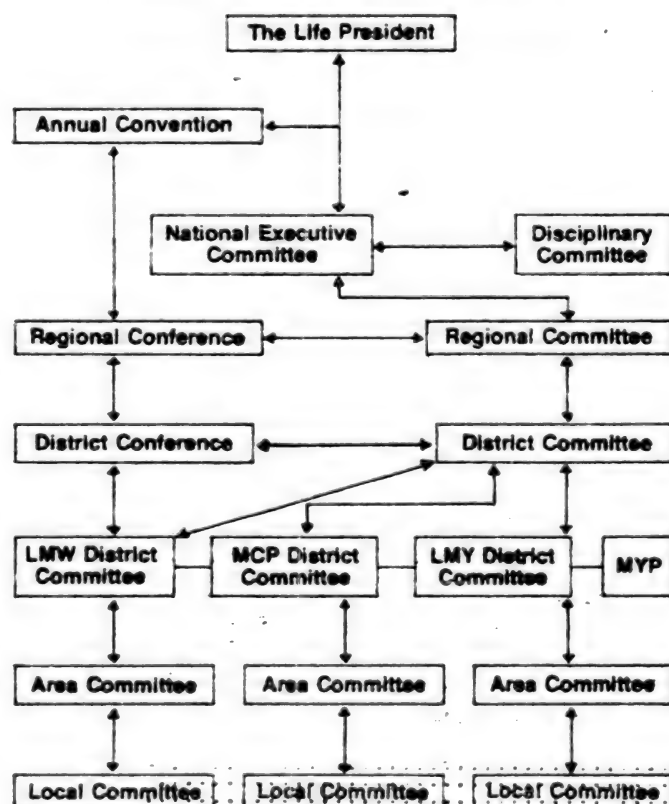 The Life President
Annual Convention
National Executive
Committee
Disciplinary
Committee
Regional Conference
Regional Committee
District Conference
District Committee
LMW District
Committee
MCP District
Committee
LMY District
Committee
MYP
Area Committee
Area Committee
Area Committee
Local Committee
Local Committee
Local Committee